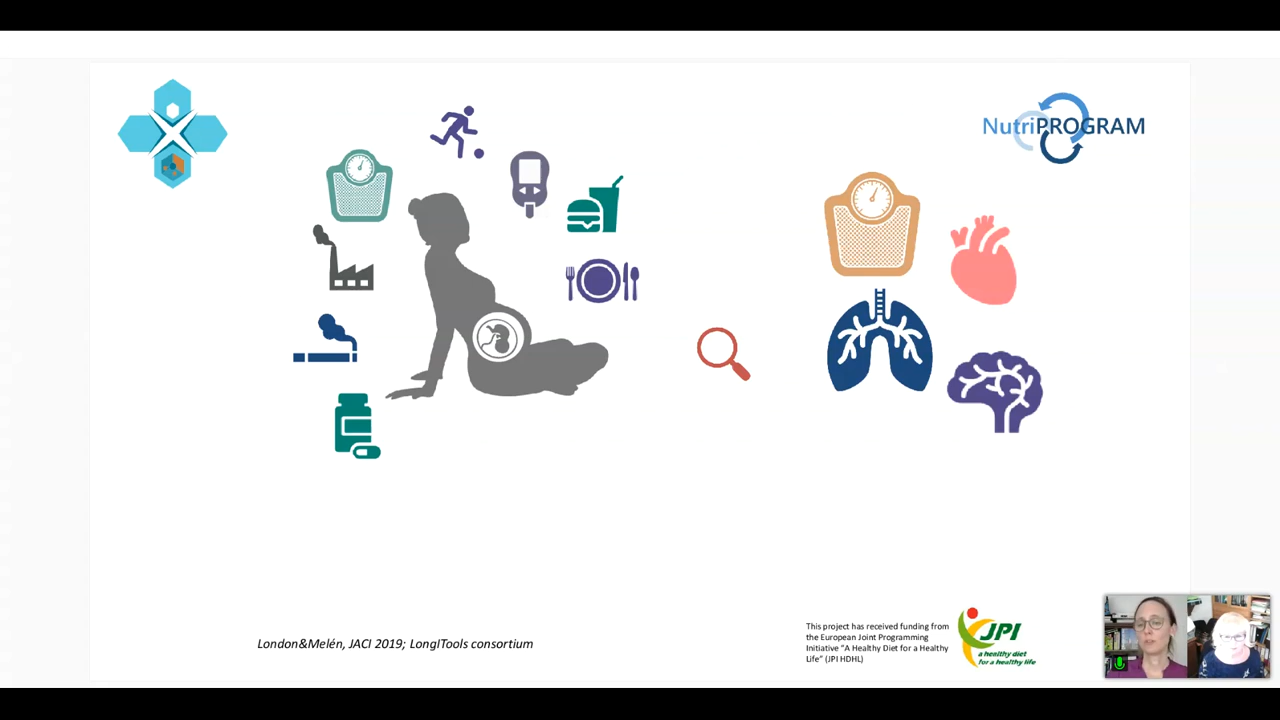 NutriPROGRAM
London&Melén, JACI 2019; LongITools consortium
This project has received funding from
the European Joint Programming
Initiative “A Healthy Diet for a Healthy
Life” (JPI HDHL)
JPI
a healthy diet
for a healthy life